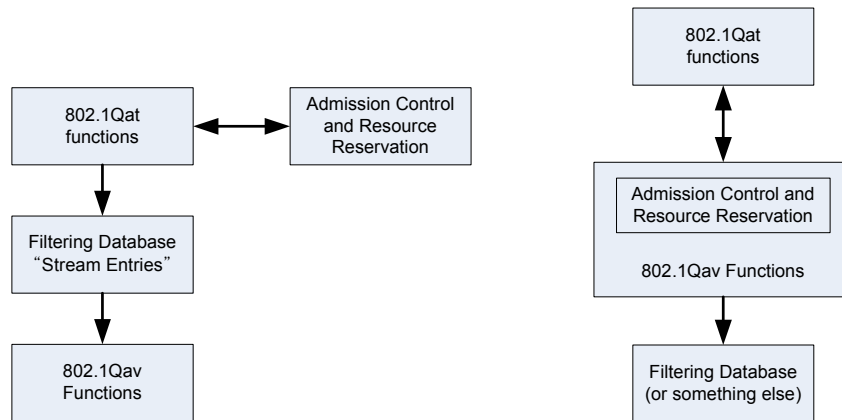 802.1Qat
functions
Admission Control
and Resource
Reservation
Filtering Database
“Stream Entries”
802.1Qav
Functions
802.1Qat
functions
Admission Control and
Resource Reservation
802.1Qav Functions
Filtering Database
(or something else)